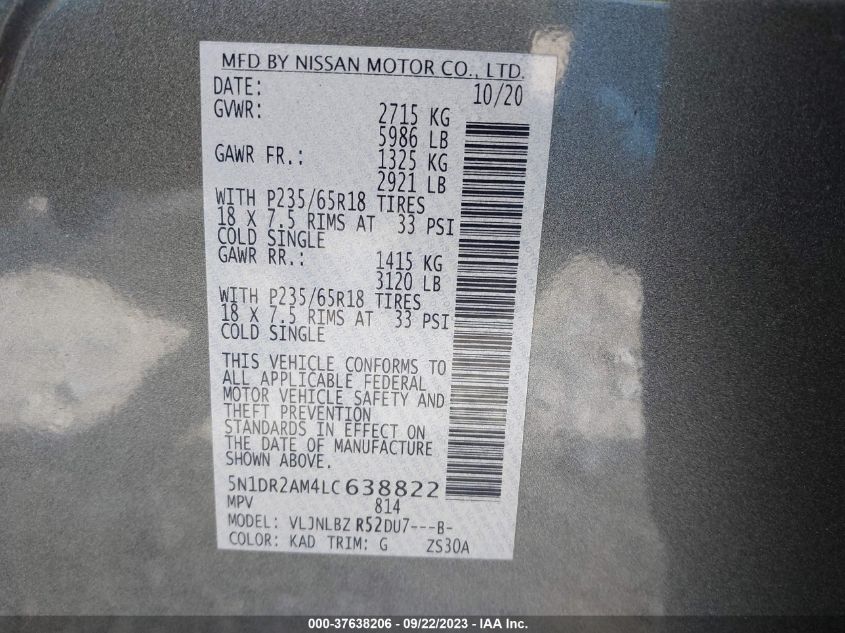 MFD BY NISSAN MOTOR CO., LTD.
DATE: 10/20
GVWR: 2715 KG
5986 LB
GAWR FR.: 1325 KG
2921 LB
WITH P235/65R18 TIRES
18 X 7.5 RIMS AT 33 PSI
COLD SINGLE
GAWR RR.: 1415 KG
3120 LB
WITH P235/65R18 TIRES
18 X 7.5 RIMS AT 33 PSI
COLD SINGLE
THIS VEHICLE CONFORMS TO
ALL APPLICABLE FEDERAL
MOTOR VEHICLE SAFETY AND
THEFT PREVENTION
STANDARDS IN EFFECT ON
THE DATE OF MANUFACTURE
SHOWN ABOVE.
5N1DR2AM4LC638822
MPV 814
MODEL: VLJNLBZ R52DU7---B-
COLOR: KAD TRIM: G ZS30A
000-37638206 - 09/22/2023 - IAA Inc.